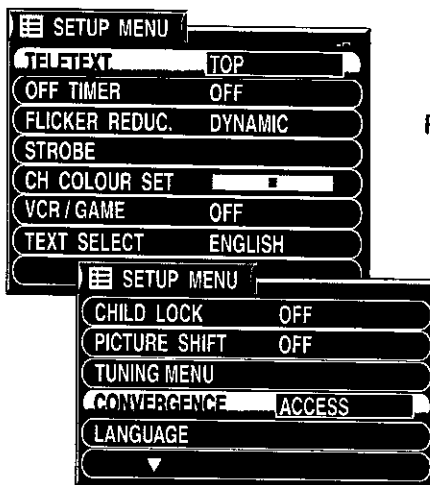 SETUP MENU
TELETEXT TOP
OFF TIMER OFF
FLICKER REDUC. DYNAMIC
STROBE
CH COLOUR SET
VCR / GAME OFF
TEXT SELECT ENGLISH
SETUP MENU
CHILD LOCK OFF
PICTURE SHIFT OFF
TUNING MENU
CONVERGENCE ACCESS
LANGUAGE